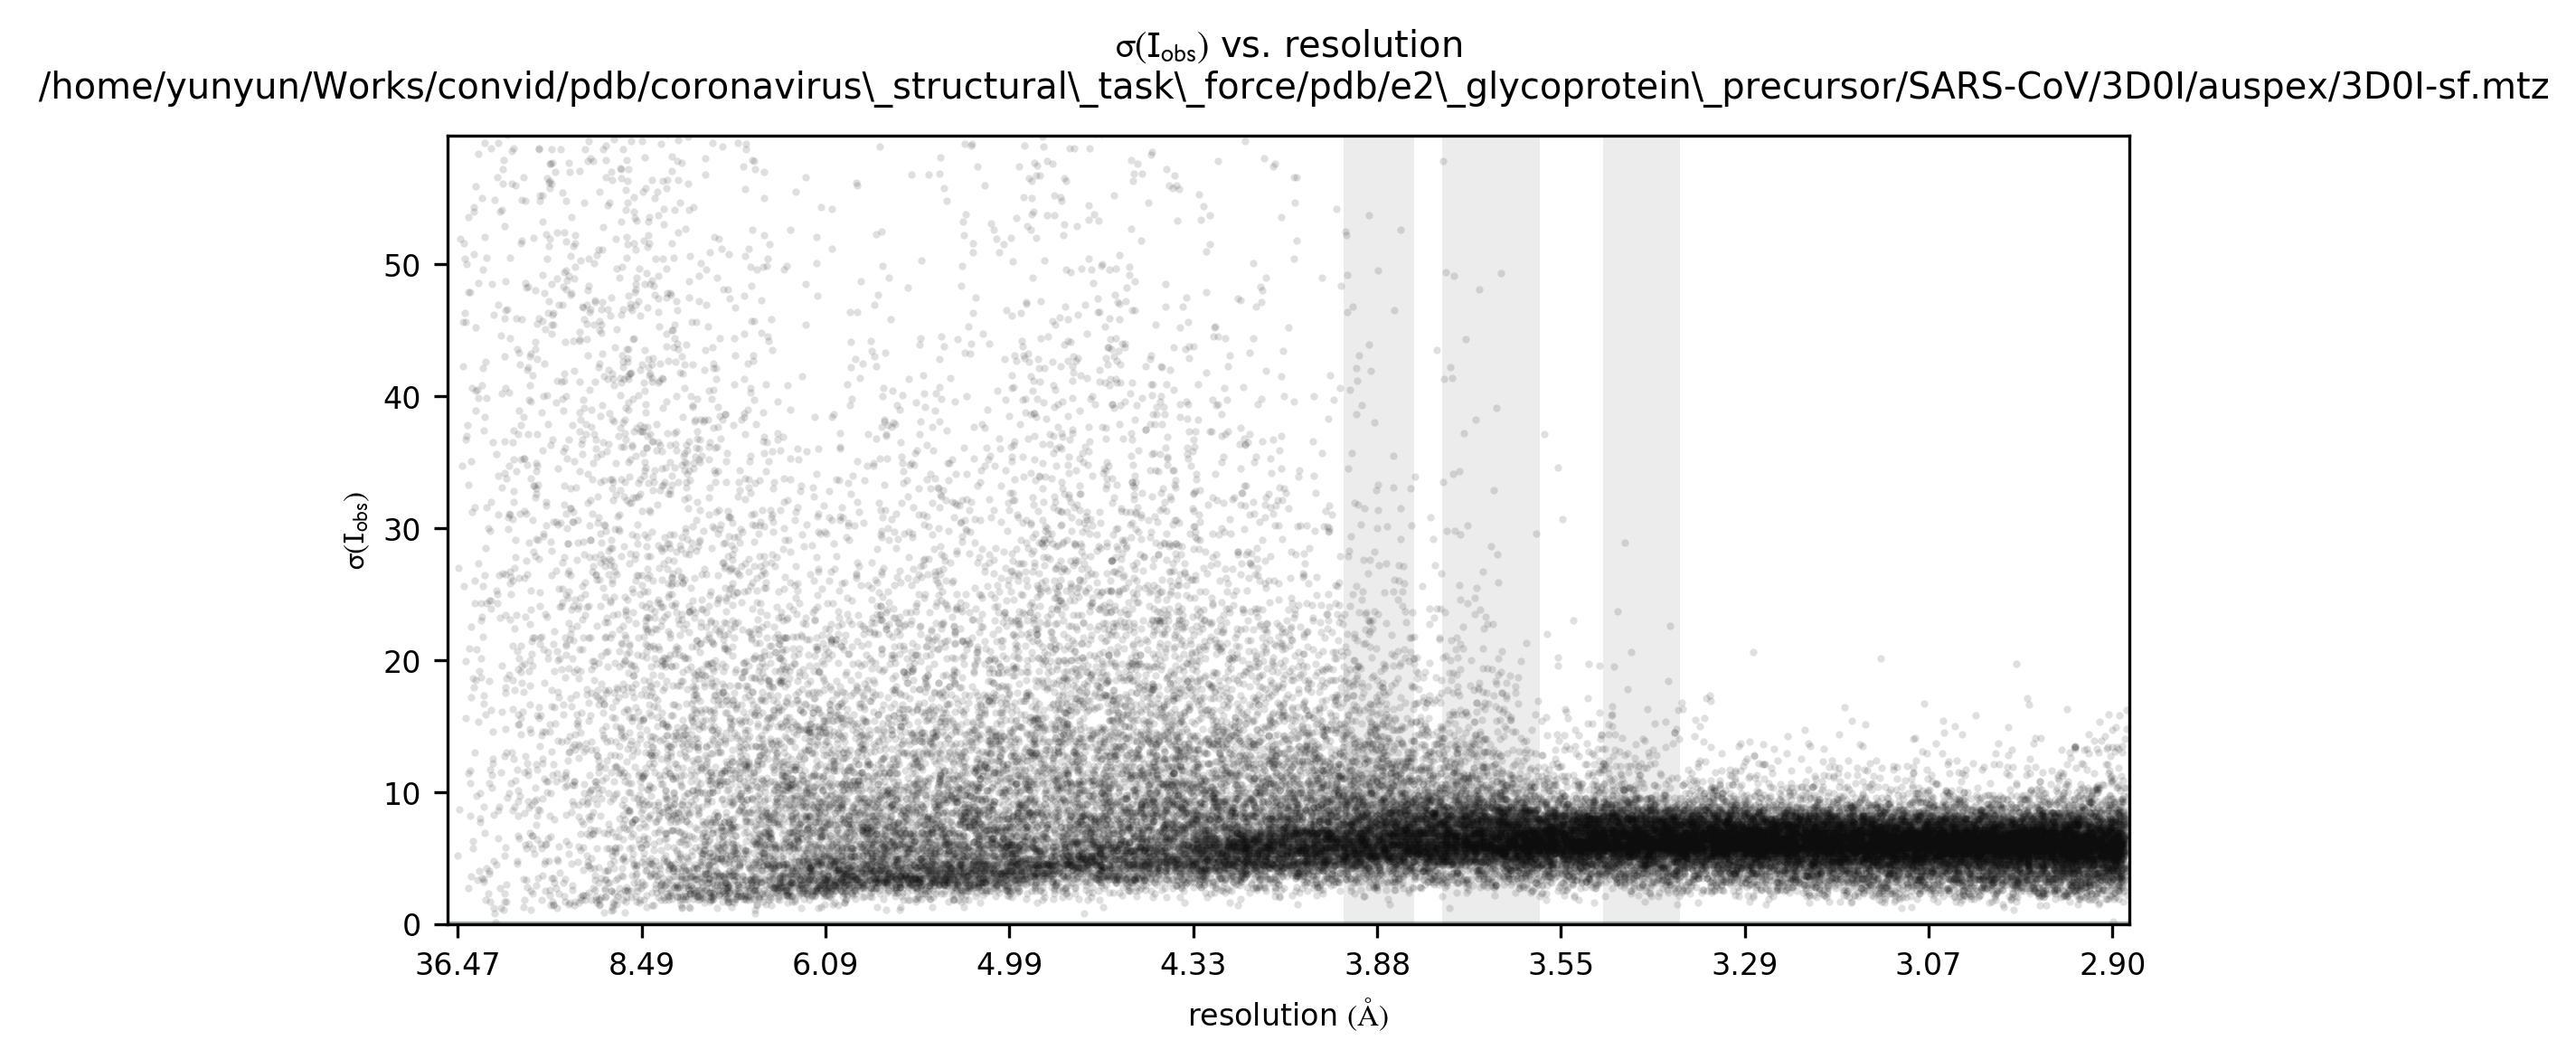 σ(Iobs) vs. resolution
/home/yunyun/Works/convid/pdb/coronavirus\_structural\_task\_force/pdb/e2\_glycoprotein\_precursor/SARS-CoV/3D0I/auspex/3D0I-sf.mtz
σ(Iobs)
50
40
30
20
10
0
36.47 8.49 6.09 4.99 4.33 3.88 3.55 3.29 3.07 2.90
resolution (Å)